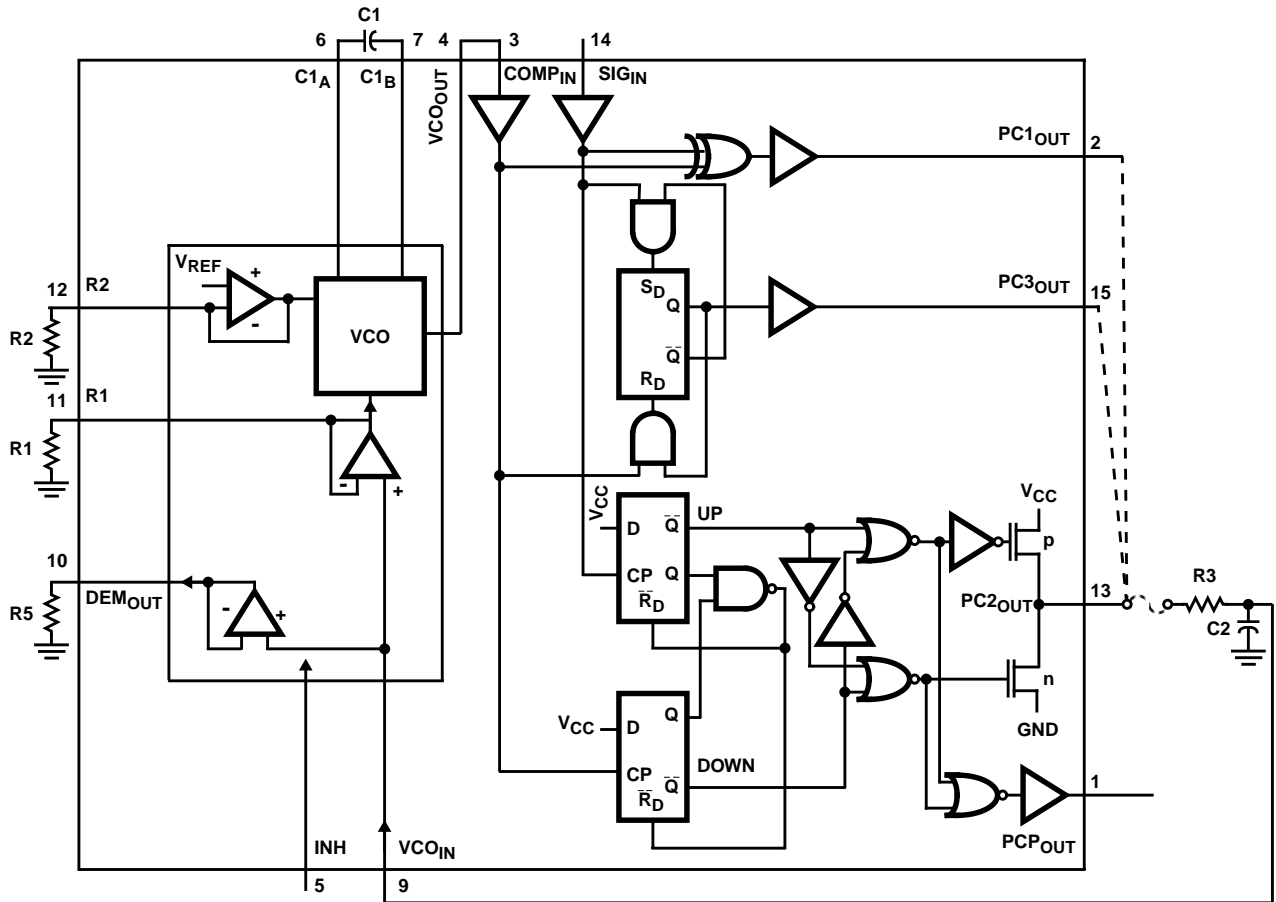 C1
6 7 4 3 14
C1A C1B VCOOUT COMPIN SIGIN
PC1OUT 2
VREF
+
-
12 R2
R2
VCO
SD
Q
Q̅
RD
PC3OUT
15
11 R1
R1
-
+
VCC
D Q̅ UP
CP Q
R̅D
VCC
p
10
DEMOUT
R5
-
+
PC2OUT 13
R3
C2
n
GND
VCC D Q
CP Q̅ DOWN
R̅D
1
PCPOUT
INH VCOIN
5 9